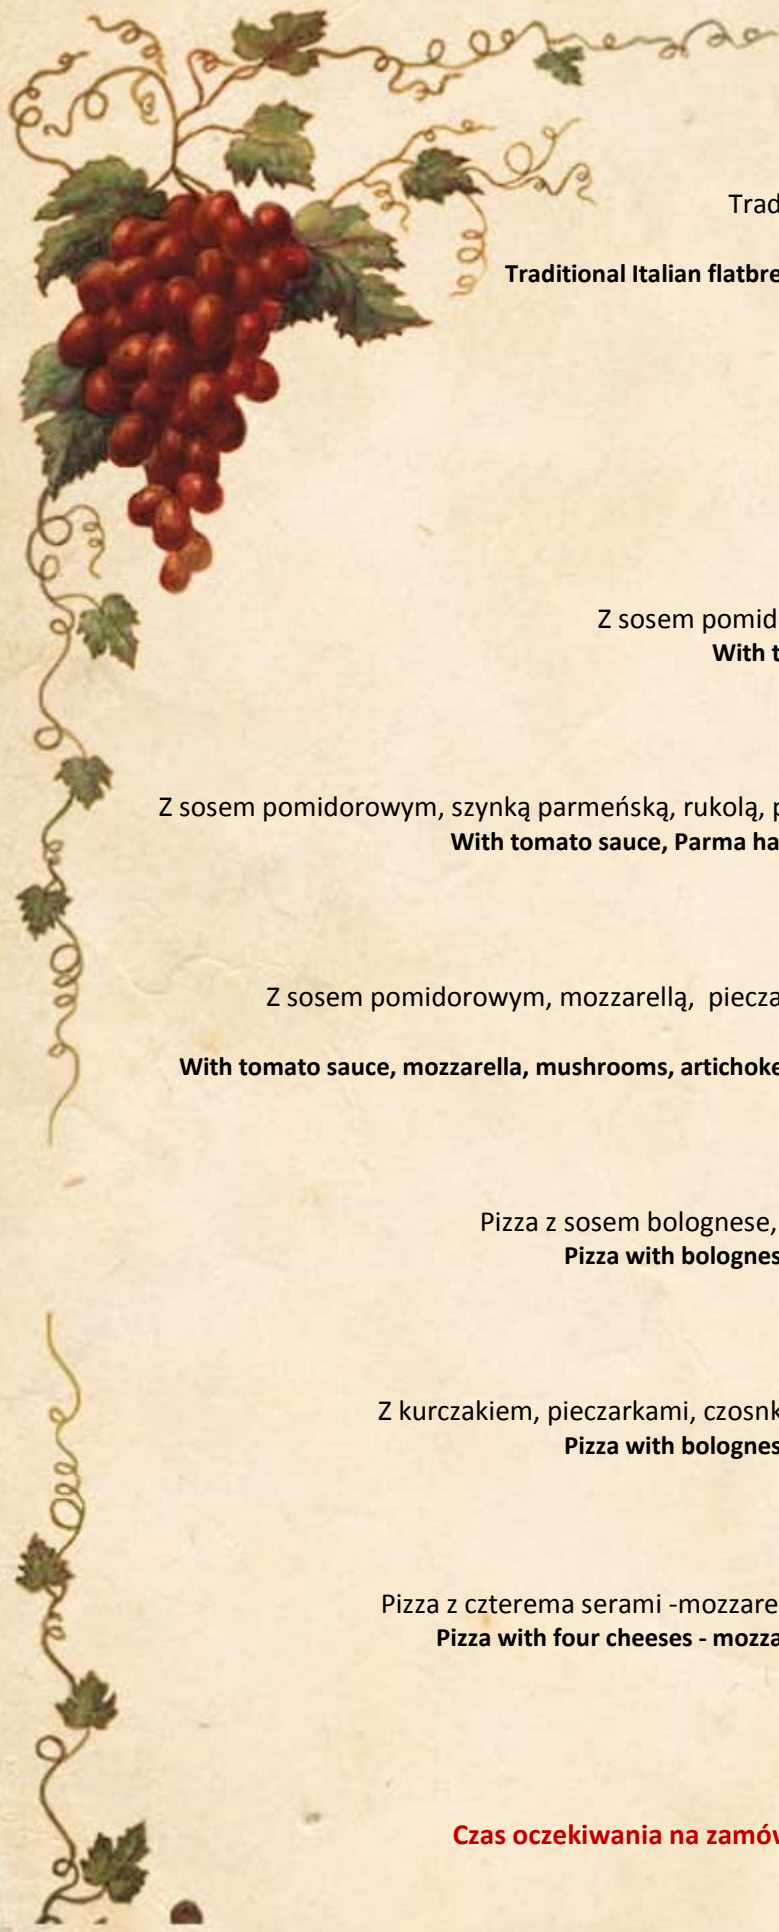 Trad
Traditional Italian flatbre
Z sosem pomid
With t
Z sosem pomidorowym, szynką parmeńską, rukolą, p
With tomato sauce, Parma ha
Z sosem pomidorowym, mozzarellą, piecza
With tomato sauce, mozzarella, mushrooms, artichoke
Pizza z sosem bolognese,
Pizza with bolognes
Z kurczakiem, pieczarkami, czosnk
Pizza with bolognes
Pizza z czterema serami -mozzare
Pizza with four cheeses - mozza
Czas oczekiwania na zamów